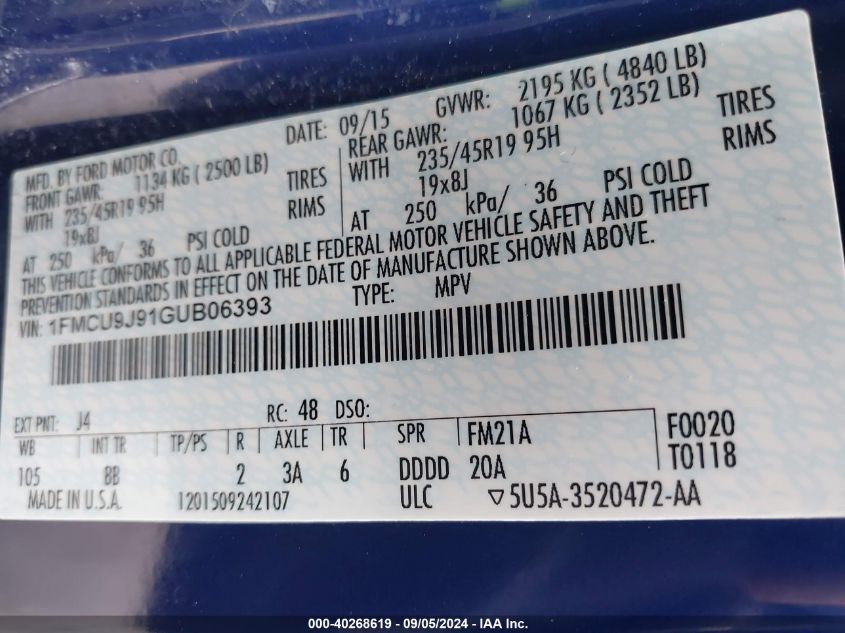 MFD. BY FORD MOTOR CO.
DATE: 09/15
GVWR: 2195 KG ( 4840 LB)
FRONT GAWR: 1134 KG ( 2500 LB)
REAR GAWR: 1067 KG ( 2352 LB)
WITH 235/45R19 95H TIRES
WITH 235/45R19 95H TIRES
19x8J RIMS
19x8J RIMS
AT 250 kPa/ 36 PSI COLD
AT 250 kPa/ 36 PSI COLD
THIS VEHICLE CONFORMS TO ALL APPLICABLE FEDERAL MOTOR VEHICLE SAFETY AND THEFT
PREVENTION STANDARDS IN EFFECT ON THE DATE OF MANUFACTURE SHOWN ABOVE.
VIN: 1FMCU9J91GUB06393
TYPE: MPV
EXT PNT: J4 RC: 48 DSO:
WB INT TR TP/PS R AXLE TR SPR FM21A F0020
105 8B 2 3A 6 DDDD 20A T0118
MADE IN U.S.A. 1201509242107 ULC ▽5U5A-3520472-AA
000-40268619 - 09/05/2024 - IAA Inc.